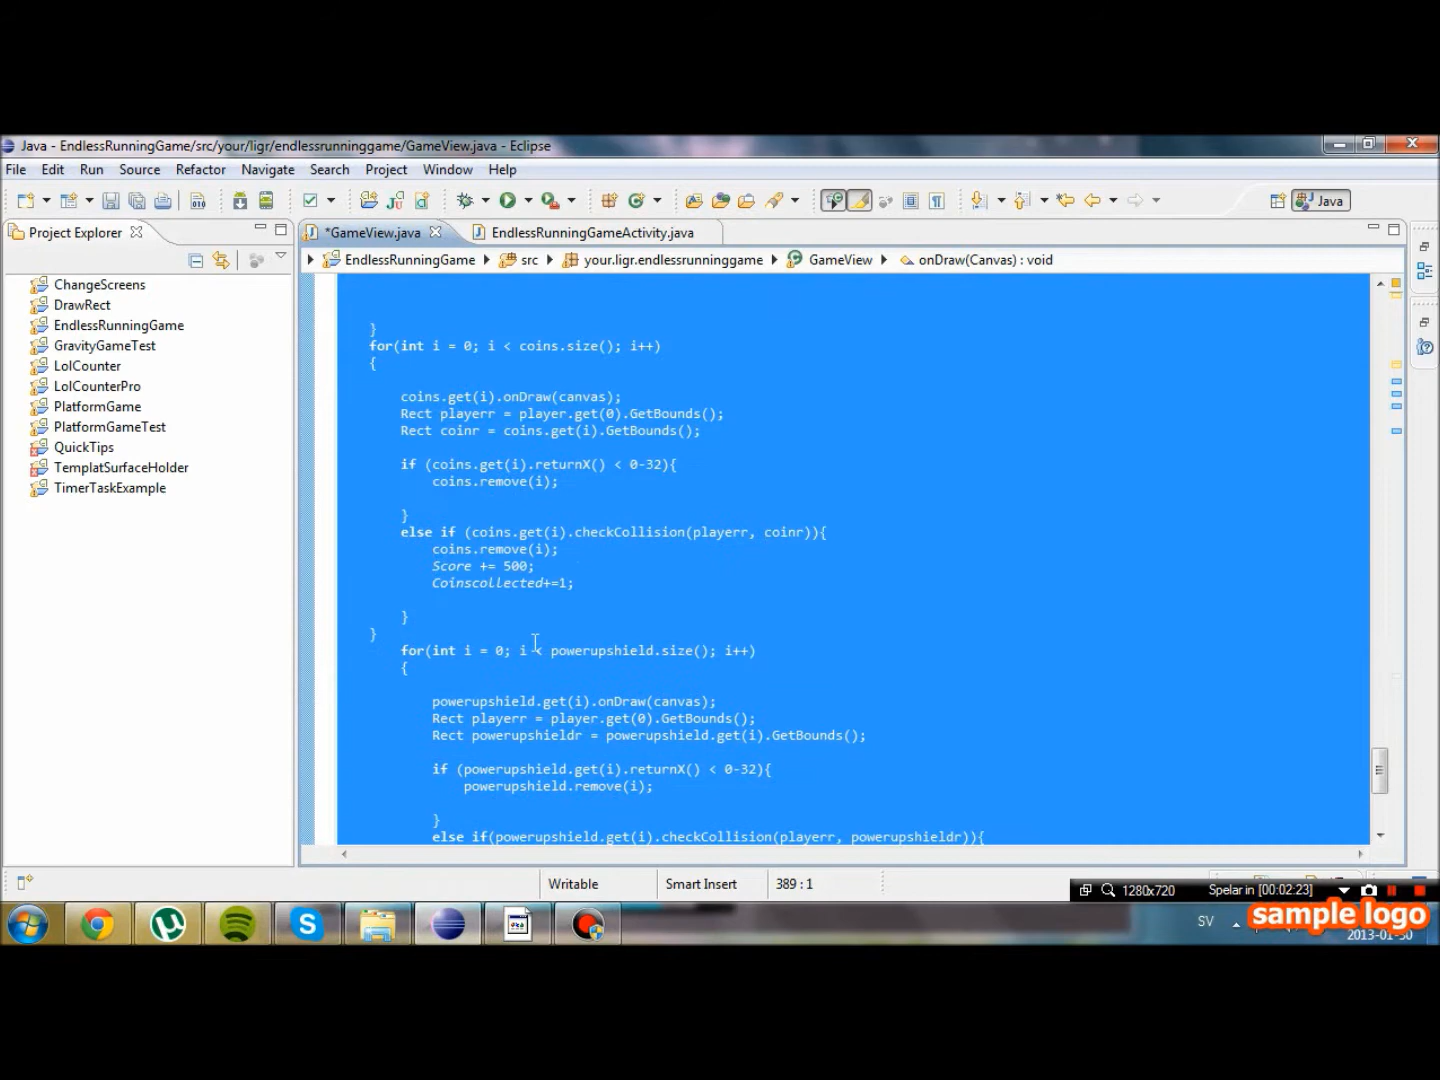 Java - EndlessRunningGame/src/your/ligr/endlessrunninggame/GameView.java - Eclipse
File Edit Run Source Refactor Navigate Search Project Window Help
Java
Project Explorer
*GameView.java
EndlessRunningGameActivity.java
EndlessRunningGame src your.ligr.endlessrunninggame GameView onDraw(Canvas) : void
ChangeScreens
DrawRect
EndlessRunningGame
GravityGameTest
LolCounter
LolCounterPro
PlatformGame
PlatformGameTest
QuickTips
TemplatSurfaceHolder
TimerTaskExample
}
for(int i = 0; i < coins.size(); i++)
{
coins.get(i).onDraw(canvas);
Rect playerr = player.get(0).GetBounds();
Rect coinr = coins.get(i).GetBounds();
if (coins.get(i).returnX() < 0-32){
coins.remove(i);
}
else if (coins.get(i).checkCollision(playerr, coinr)){
coins.remove(i);
Score += 500;
Coinscollected+=1;
}
}
for(int i = 0; i < powerupshield.size(); i++)
{
powerupshield.get(i).onDraw(canvas);
Rect playerr = player.get(0).GetBounds();
Rect powerupshieldr = powerupshield.get(i).GetBounds();
if (powerupshield.get(i).returnX() < 0-32){
powerupshield.remove(i);
}
else if(powerupshield.get(i).checkCollision(playerr, powerupshieldr)){
Writable Smart Insert 389 : 1
1280x720 Spelar in [00:02:23]
SV
sample logo
2013-01-30